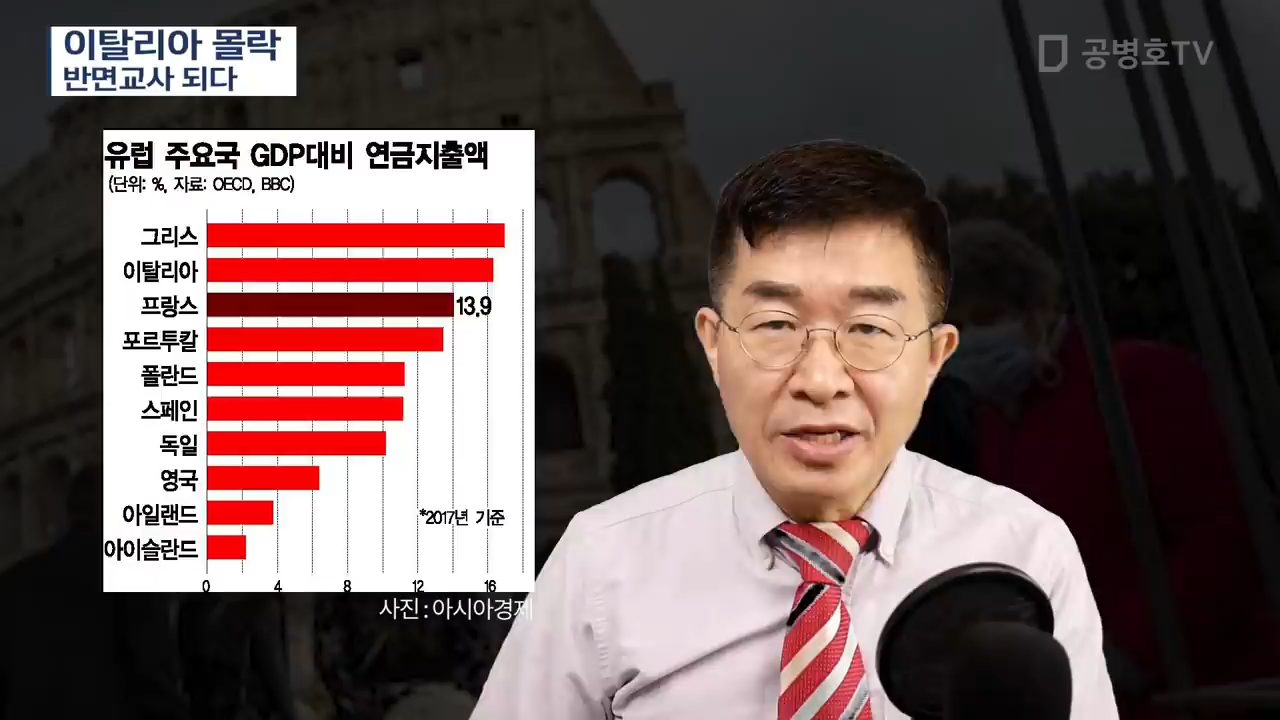 이탈리아 몰락
반면교사 되다
공병호TV
유럽 주요국 GDP대비 연금지출액
(단위: %, 자료: OECD, BBC)
그리스
이탈리아
프랑스 13.9
포르투칼
폴란드
스페인
독일
영국
아일랜드
아이슬란드
*2017년 기준
0 4 8 12 16
사진 : 아시아경제